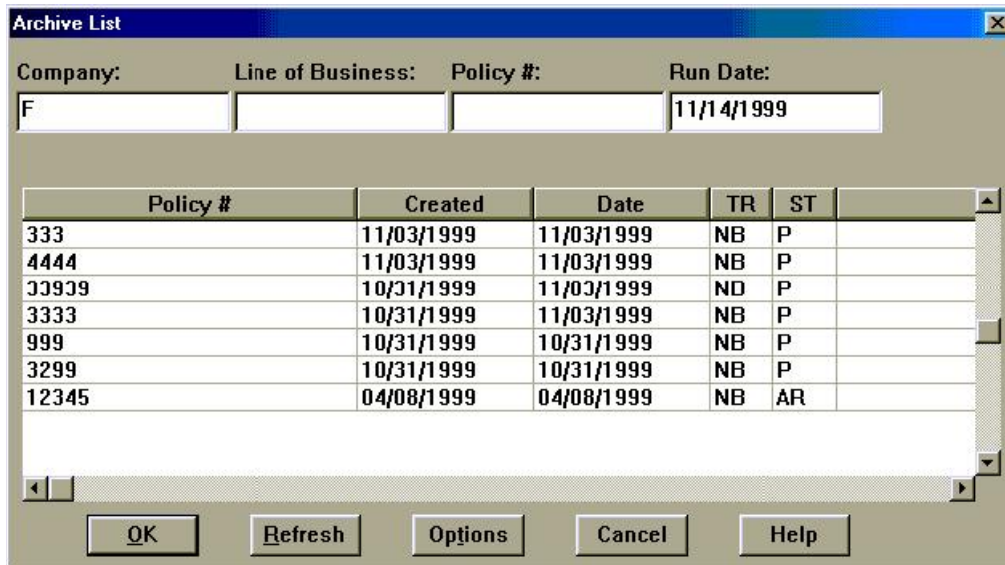 Archive List
Company: Line of Business: Policy #: Run Date:
F 11/14/1999
Policy # Created Date TR ST
333 11/03/1999 11/03/1999 NB P
4444 11/03/1999 11/03/1999 NB P
33939 10/31/1999 11/03/1999 NB P
3333 10/31/1999 11/03/1999 NB P
999 10/31/1999 10/31/1999 NB P
3299 10/31/1999 10/31/1999 NB P
12345 04/08/1999 04/08/1999 NB AR
OK Refresh Options Cancel Help